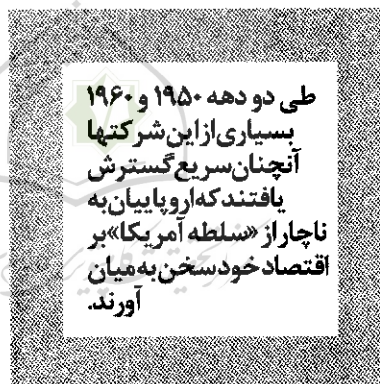 طی دو دهه ۱۹۵۰ و ۱۹۶۰
بسیاری از این شرکتها
آنچنان سریع گسترش
یافتند که اروپاییان به
ناچار از «سلطه آمریکا» بر
اقتصاد خود سخن به میان
آورند.